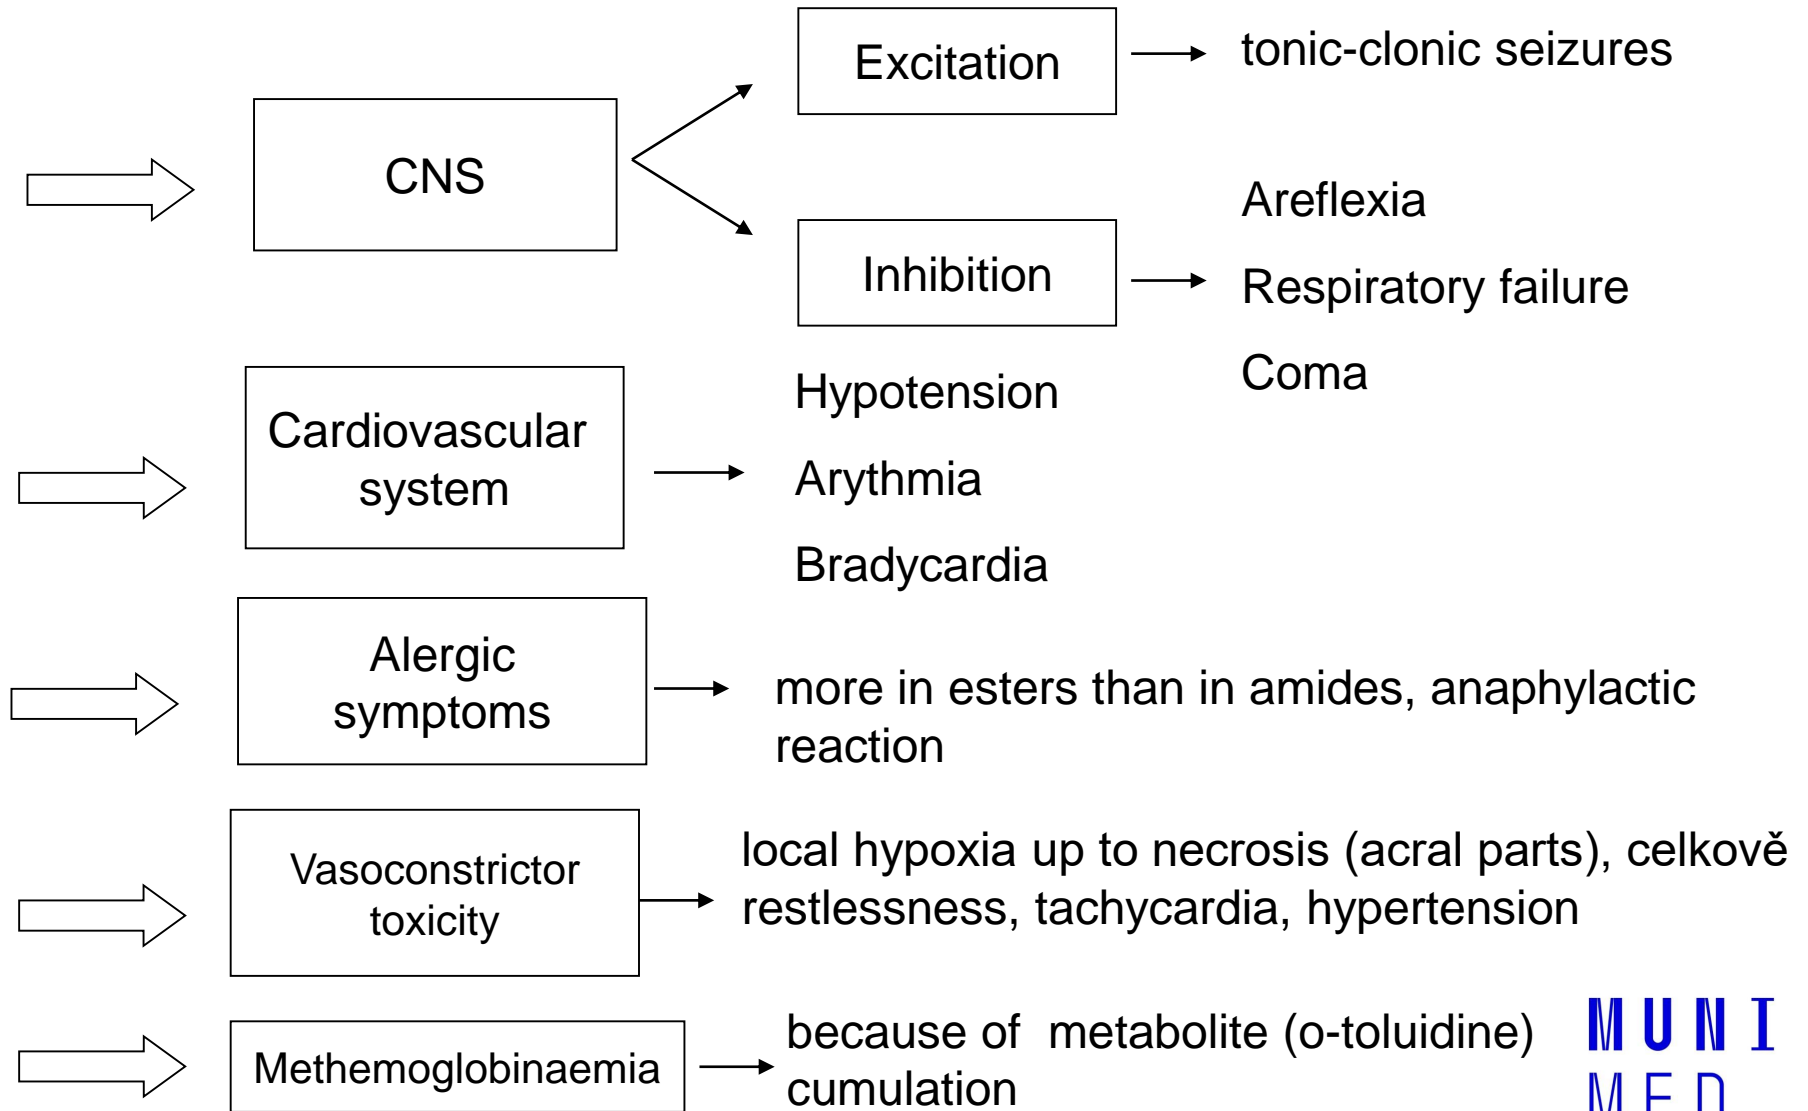 Excitation
tonic-clonic seizures
CNS
Inhibition
Areflexia
Respiratory failure
Coma
Cardiovascular
system
Hypotension
Arythmia
Bradycardia
Alergic
symptoms
more in esters than in amides, anaphylactic
reaction
Vasoconstrictor
toxicity
local hypoxia up to necrosis (acral parts), celkově
restlessness, tachycardia, hypertension
Methemoglobinaemia
because of metabolite (o-toluidine)
cumulation
MUNI
MED